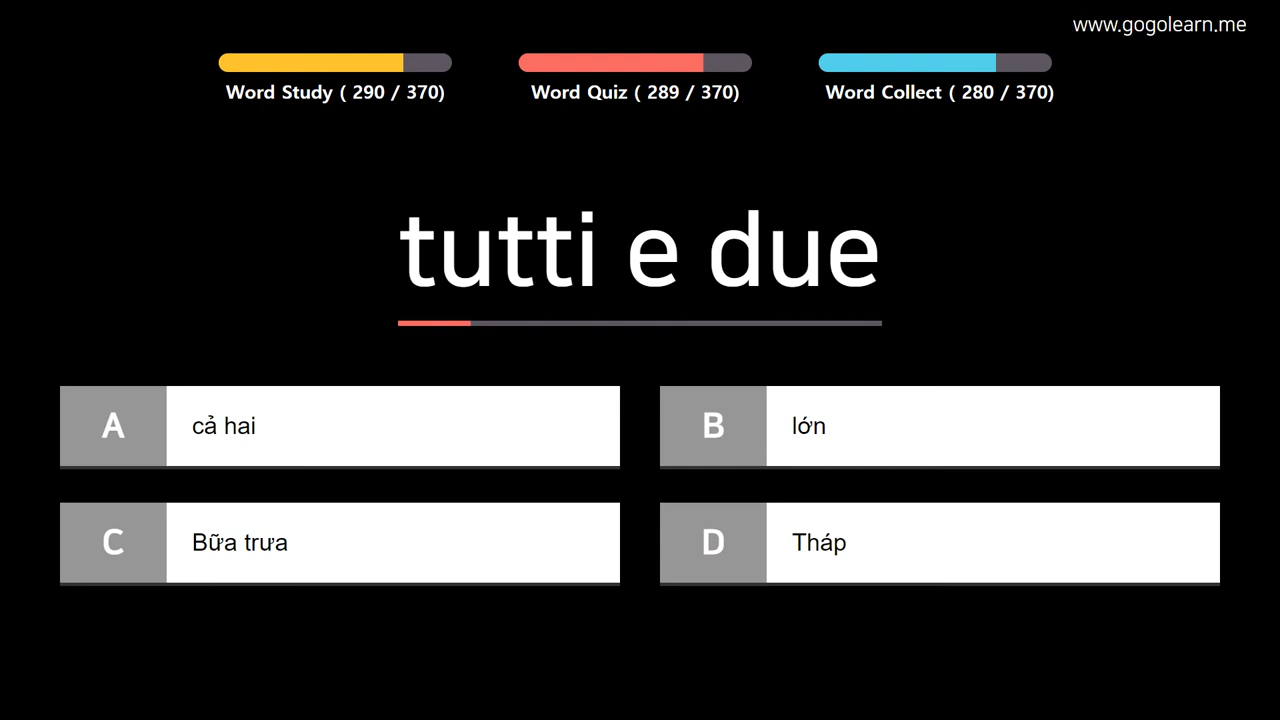 www.gogolearn.me
Word Study ( 290 / 370)
Word Quiz ( 289 / 370)
Word Collect ( 280 / 370)
tutti e due
A
cả hai
B
lớn
C
Bữa trưa
D
Tháp